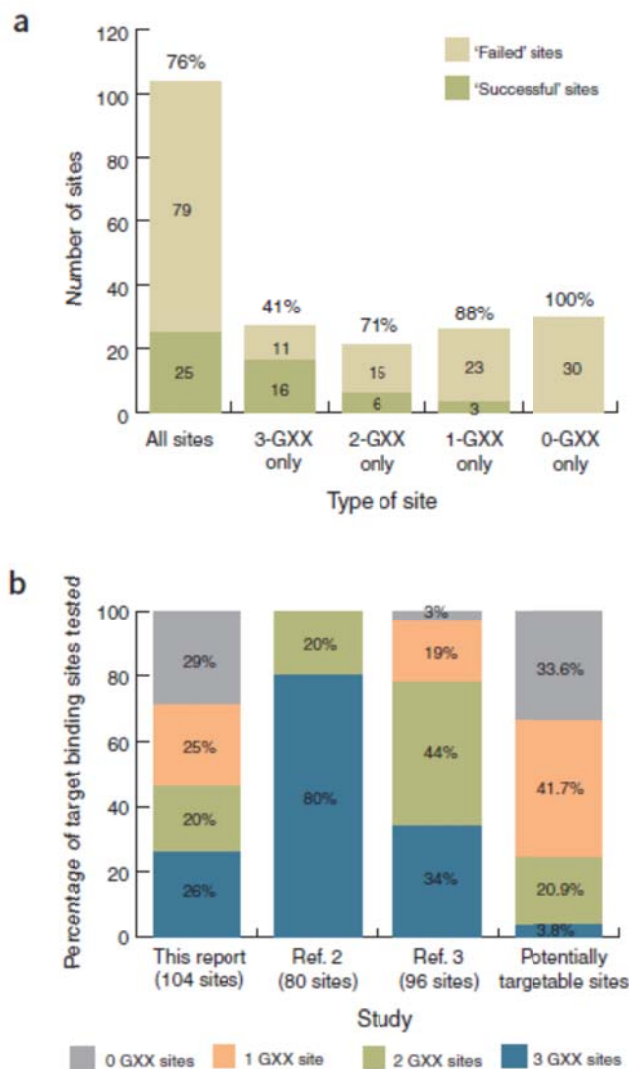 a
120
100
80
60
40
20
0
Number of sites
'Failed' sites
'Successful' sites
76%
79
25
41%
11
16
71%
15
6
88%
23
3
100%
30
All sites
3-GXX
only
2-GXX
only
1-GXX
only
0-GXX
only
Type of site
b
100
80
60
40
20
0
Percentage of target binding sites tested
29%
25%
20%
26%
20%
80%
3%
19%
44%
34%
33.6%
41.7%
20.9%
3.8%
This report
(104 sites)
Ref. 2
(80 sites)
Ref. 3
(96 sites)
Potentially
targetable sites
Study
0 GXX sites
1 GXX site
2 GXX sites
3 GXX sites